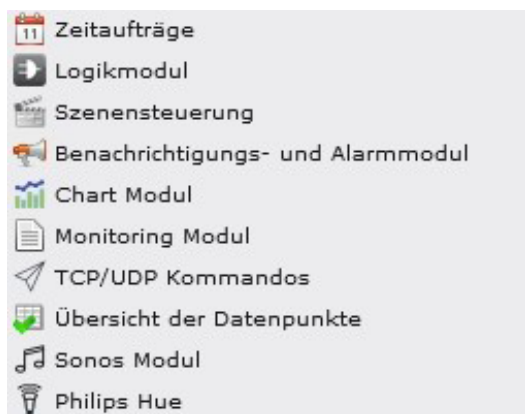 11
Zeitaufträge
Logikmodul
Szenensteuerung
Benachrichtigungs- und Alarmmodul
Chart Modul
Monitoring Modul
TCP/UDP Kommandos
Übersicht der Datenpunkte
Sonos Modul
Philips Hue